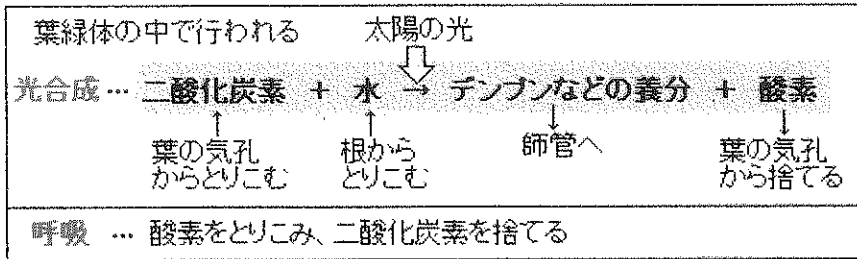 葉緑体の中で行われる 太陽の光
光合成… 二酸化炭素 + 水 → デンプンなどの養分 + 酸素
葉の気孔からとりこむ
根からとりこむ
師管へ
葉の気孔から捨てる
呼吸 … 酸素をとりこみ、二酸化炭素を捨てる